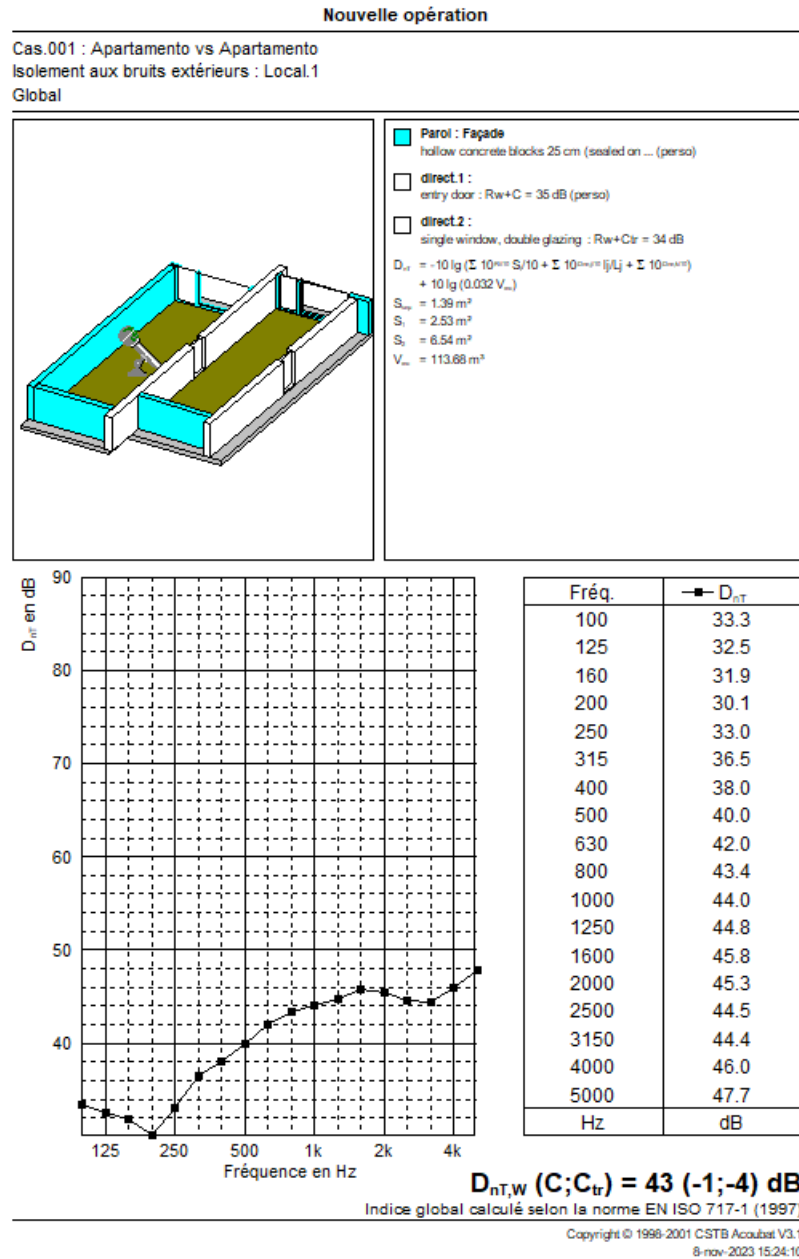 Nouvelle opération
Cas.001 : Apartamento vs Apartamento
Isolement aux bruits extérieurs : Local.1
Global
Paroi : Façade
hollow concrete blocks 25 cm (sealed on ... (perso)
direct.1 :
entry door : Rw+C = 35 dB (perso)
direct.2 :
single window, double glazing : Rw+Ctr = 34 dB
+ 10 lg (0.032 V
= 1.39 m²
= 2.53 m²
= 6.54 m²
= 113.68 m³
DnT en dB
90
80
70
60
50
40
125 250 500 1k 2k 4k
Fréquence en Hz
Fréq. DnT
100 33.3
125 32.5
160 31.9
200 30.1
250 33.0
315 36.5
400 38.0
500 40.0
630 42.0
800 43.4
1000 44.0
1250 44.8
1600 45.8
2000 45.3
2500 44.5
3150 44.4
4000 46.0
5000 47.7
Hz dB
DnT,W (C;Ctr) = 43 (-1;-4) dB
Indice global calculé selon la norme EN ISO 717-1 (1997)
Copyright © 1998-2001 CSTB Acoubat V3.1
8-nov-2023 15:24:10